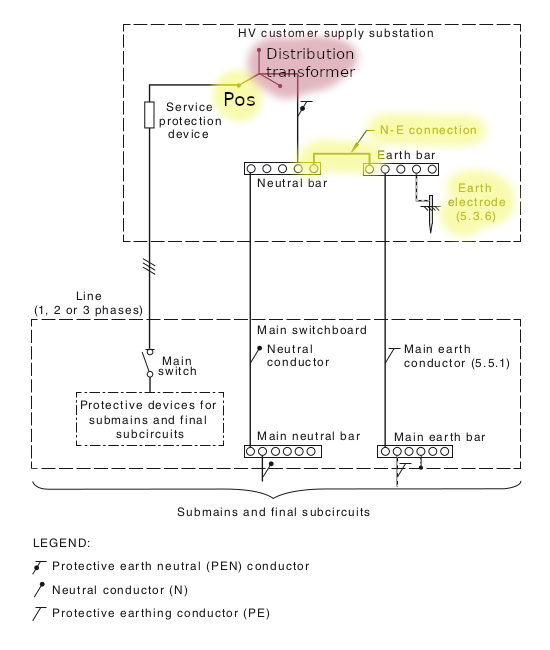 HV customer supply substation
Distribution
transformer
Pos
Service
protection
device
N-E connection
Earth bar
Neutral bar
Earth
electrode
(5.3.6)
Line
(1, 2 or 3 phases)
Main switchboard
Neutral
conductor
Main earth
conductor (5.5.1)
Main
switch
Protective devices for
submains and final
subcircuits
Main neutral bar
Main earth bar
Submains and final subcircuits
LEGEND:
Protective earth neutral (PEN) conductor
Neutral conductor (N)
Protective earthing conductor (PE)